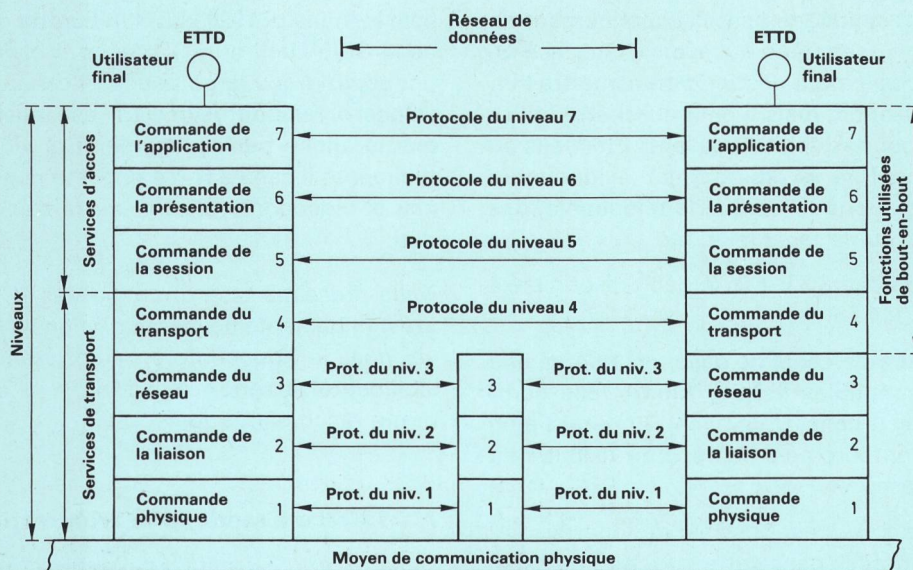 Réseau de
données
ETTD
ETTD
Utilisateur
final
Utilisateur
final
Niveaux
Services d'accès
Services de transport
Commande de
l'application
7
Protocole du niveau 7
Commande de
l'application
7
Commande de
la présentation
6
Protocole du niveau 6
Commande de
la présentation
6
Commande de
la session
5
Protocole du niveau 5
Commande de
la session
5
Commande
du transport
4
Protocole du niveau 4
Commande
du transport
4
Commande du
réseau
3
Prot. du niv. 3
3
Prot. du niv. 3
Commande du
réseau
3
Commande de
la liaison
2
Prot. du niv. 2
2
Prot. du niv. 2
Commande de
la liaison
2
Commande
physique
1
Prot. du niv. 1
1
Prot. du niv. 1
Commande
physique
1
Fonctions utilisées
de bout-en-bout
Moyen de communication physique